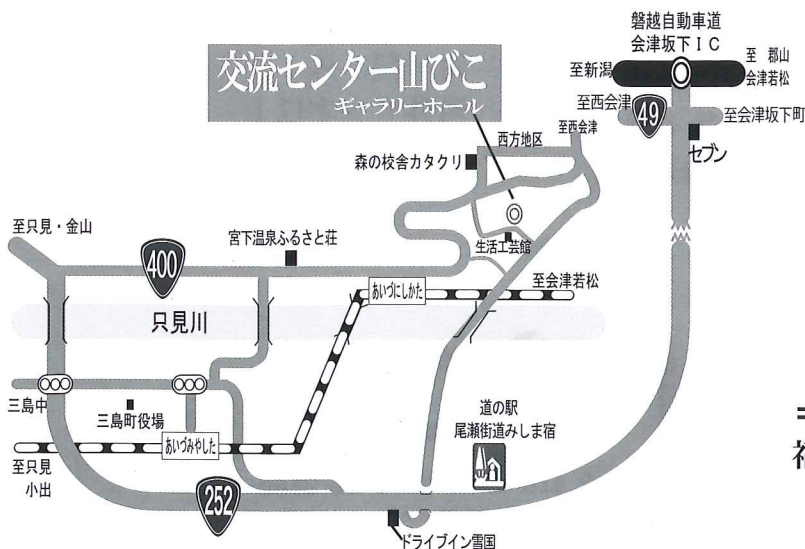 磐越自動車道
会津坂下IC
至 郡山
会津若松
至新潟
交流センター山びこ
ギャラリーホール
至西会津
49
至会津坂下町
セブン
至西会津
西方地区
森の校舎カタクリ
生活工芸館
至只見・金山
400
宮下温泉ふるさと荘
あいづにしかた
至会津若松
只見川
三島中
三島町役場
あいづみやした
至只見
小出
252
道の駅
尾瀬街道みしま宿
ドライブイン雪国